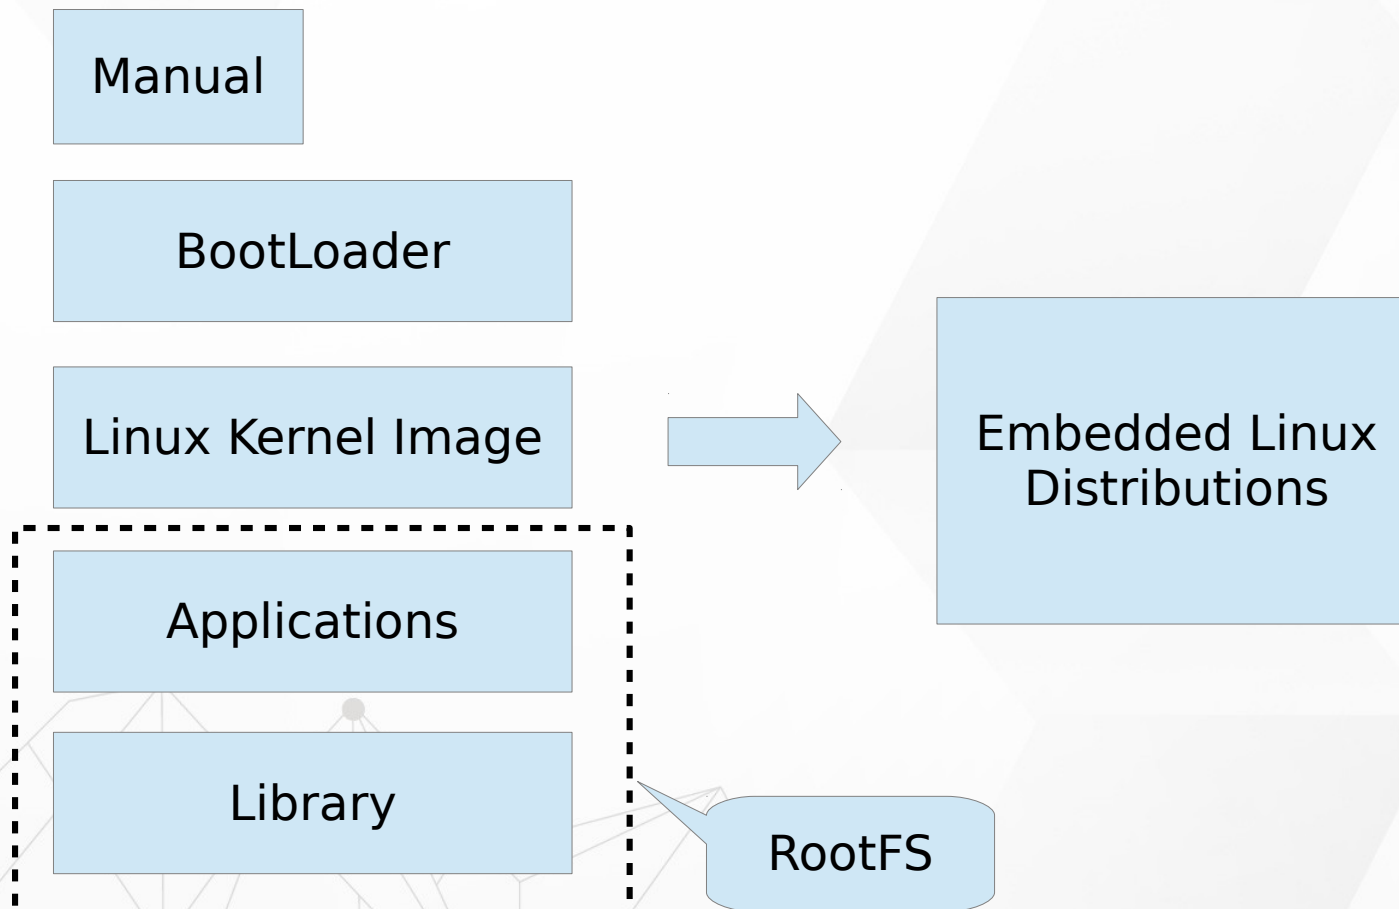 Manual
BootLoader
Linux Kernel Image
Embedded Linux
Distributions
Applications
Library
RootFS